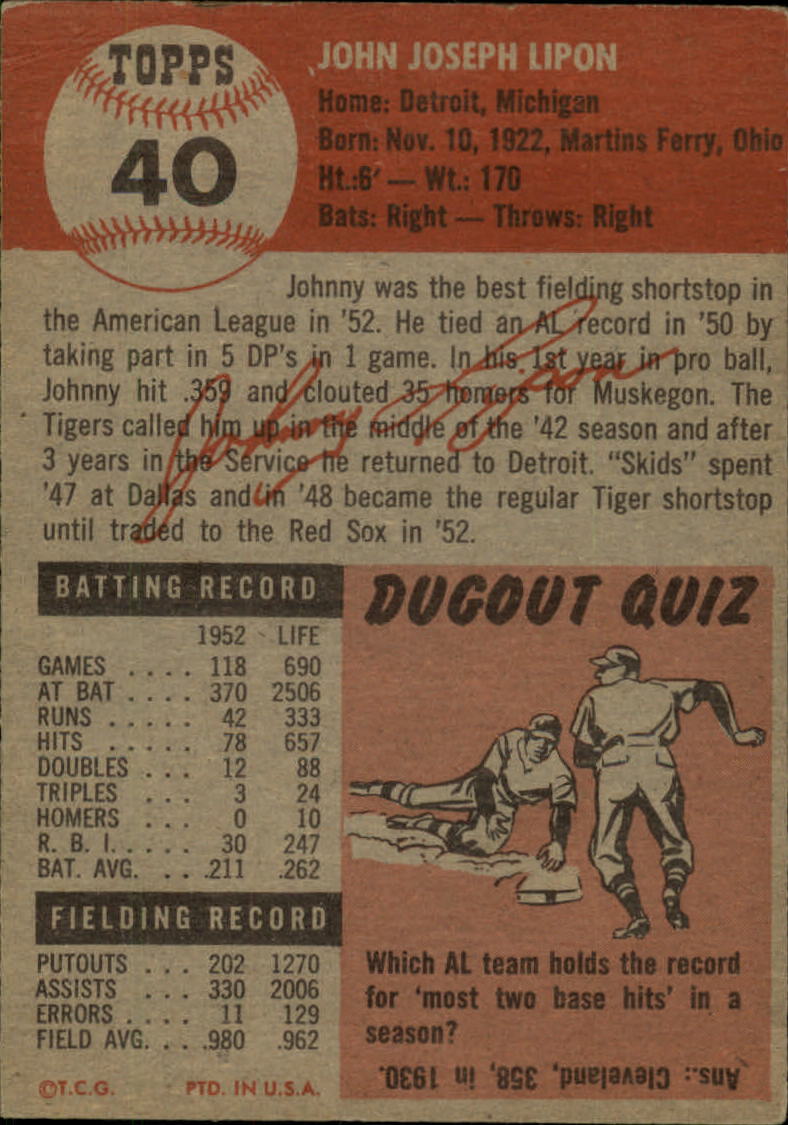 TOPPS
40
JOHN JOSEPH LIPON
Home: Detroit, Michigan
Born: Nov. 10, 1922, Martins Ferry, Ohio
Ht.:6' — Wt.: 170
Bats: Right — Throws: Right
Johnny was the best fielding shortstop in
the American League in '52. He tied an AL record in '50 by
taking part in 5 DP's in 1 game. In his 1st year in pro ball,
Johnny hit .359 and clouted 35 homers for Muskegon. The
Tigers called him up in the middle of the '42 season and after
3 years in the Service he returned to Detroit. “Skids” spent
'47 at Dallas and in '48 became the regular Tiger shortstop
until traded to the Red Sox in '52.
Johnny Lipon
BATTING RECORD
1952 LIFE
GAMES .... 118 690
AT BAT .... 370 2506
RUNS ..... 42 333
HITS ..... 78 657
DOUBLES ... 12 88
TRIPLES ... 3 24
HOMERS ... 0 10
R. B. I. .... 30 247
BAT. AVG. ... .211 .262
FIELDING RECORD
PUTOUTS ... 202 1270
ASSISTS ... 330 2006
ERRORS .... 11 129
FIELD AVG. ... .980 .962
©T.C.G. PTD. IN U.S.A.
DUGOUT QUIZ
Which AL team holds the record
for 'most two base hits' in a
season?
Ans.: Cleveland, 358, in 1930.